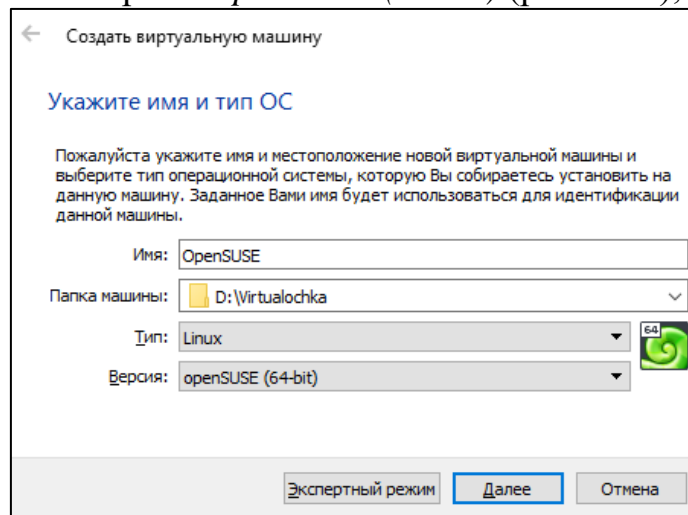 Создать виртуальную машину
Укажите имя и тип ОС
Пожалуйста укажите имя и местоположение новой виртуальной машины и
выберите тип операционной системы, которую Вы собираетесь установить на
данную машину. Заданное Вами имя будет использоваться для идентификации
данной машины.
Имя: OpenSUSE
Папка машины: D:\Virtualochka
Тип: Linux
64
Версия: openSUSE (64-bit)
Экспертный режим Далее Отмена